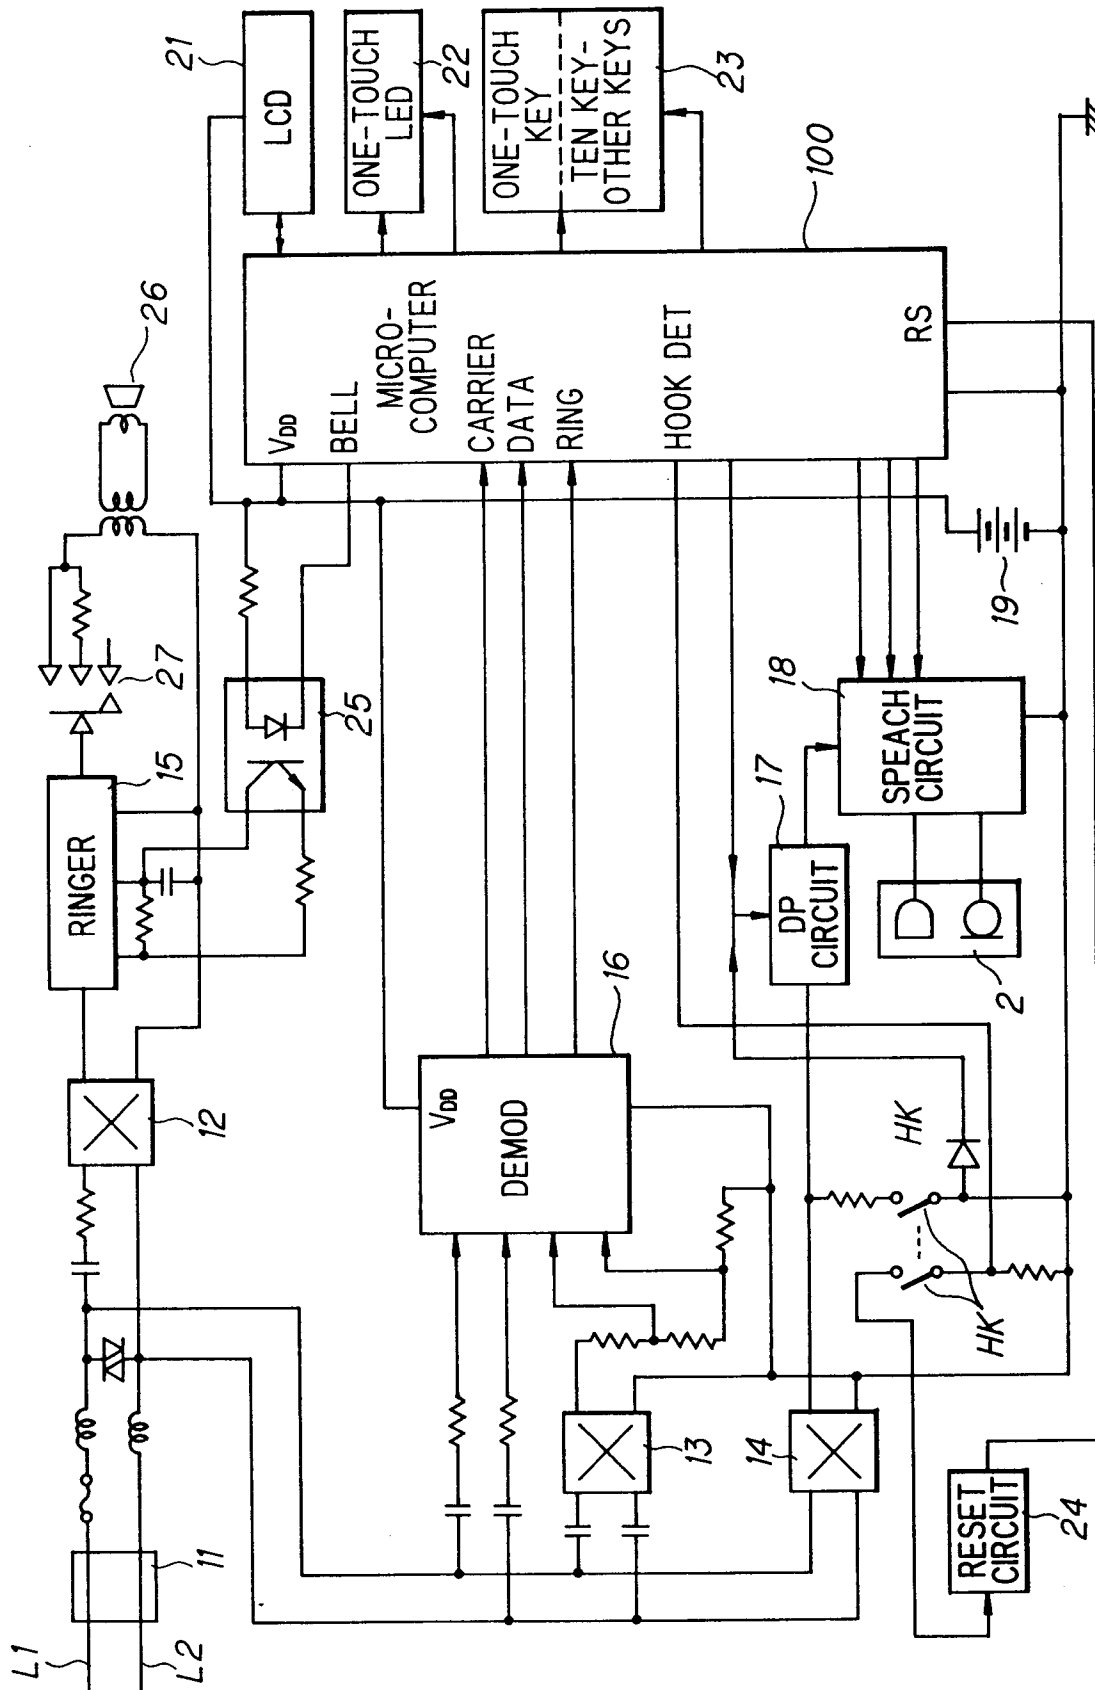 L1
L2
11
12
RINGER
15
27
26
25
13
14
16
VDD
DEMOD
HK
HK
RESET
CIRCUIT
24
DP
CIRCUIT
17
2
SPEACH
CIRCUIT
18
19
VDD
BELL
MICRO-
COMPUTER
CARRIER
DATA
RING
HOOK DET
RS
100
LCD
21
ONE-TOUCH
LED
22
ONE-TOUCH
KEY
TEN KEY-
OTHER KEYS
23